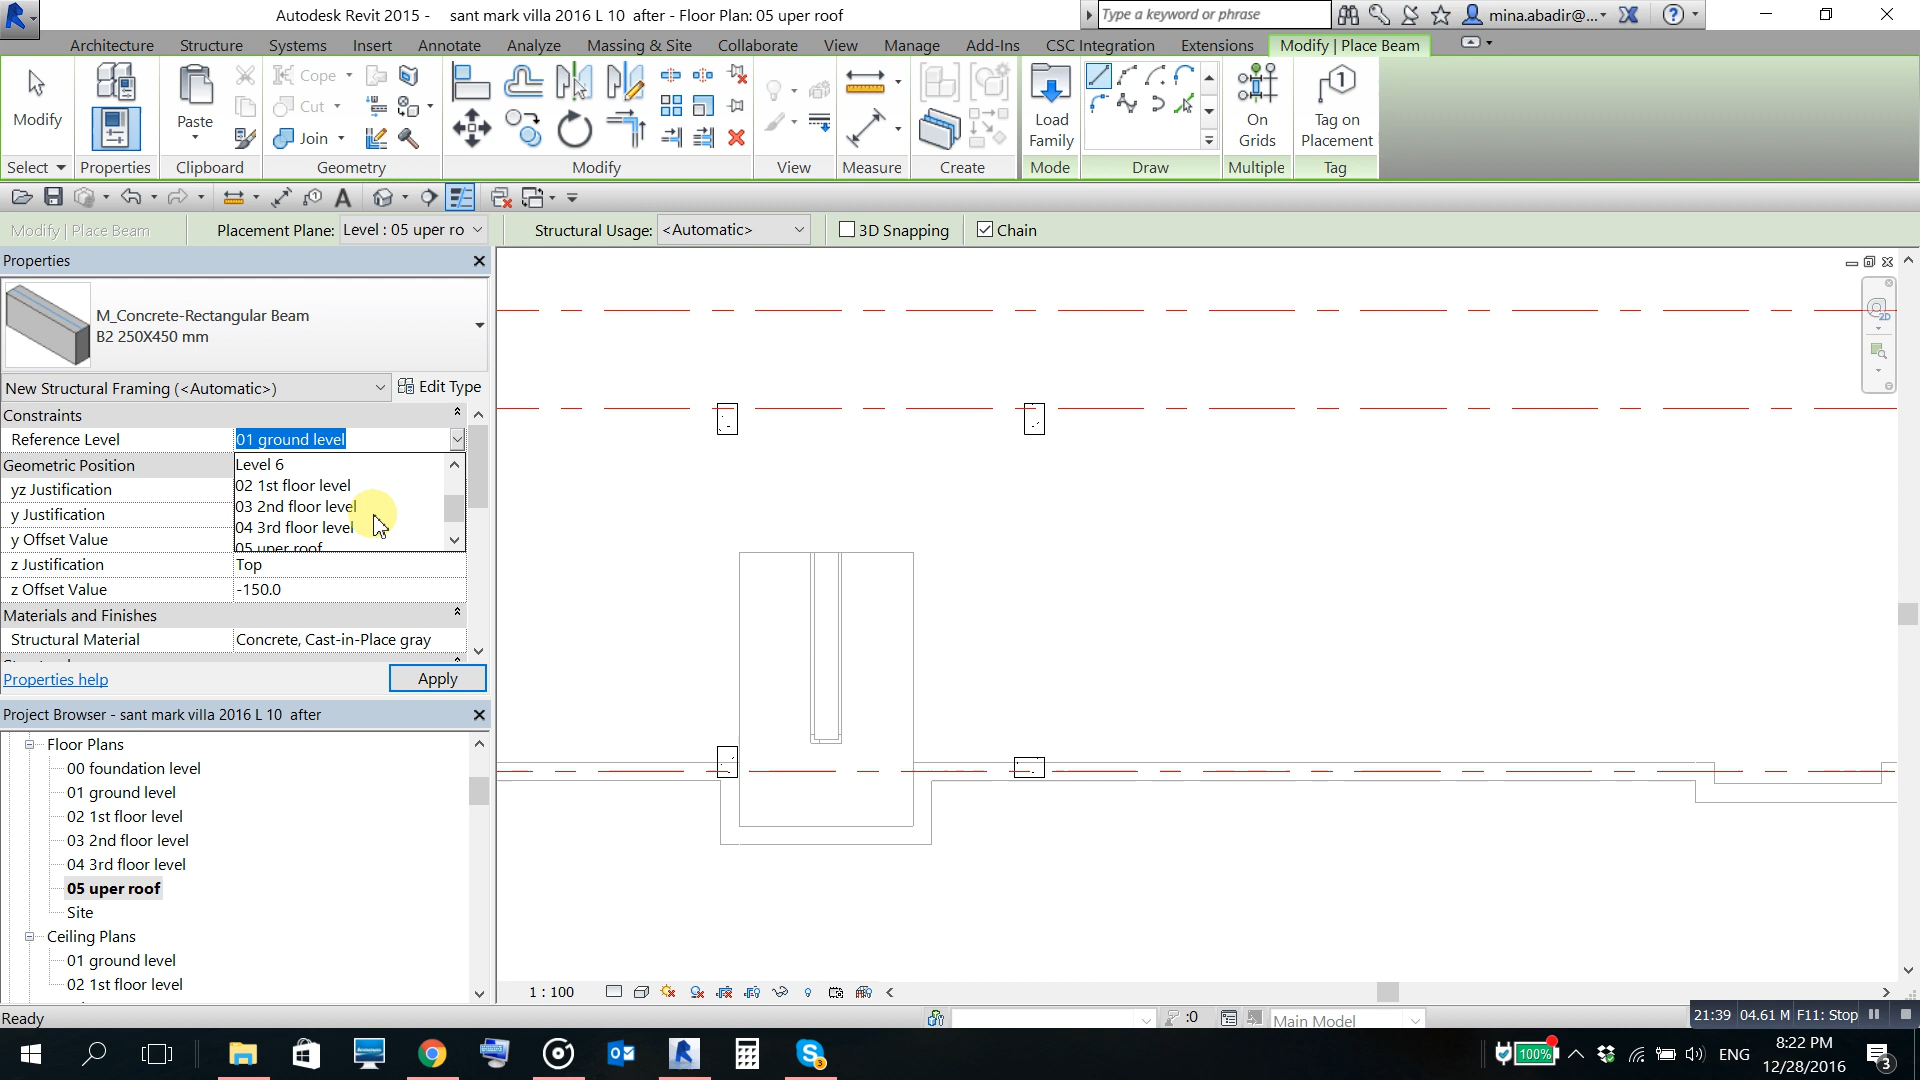 Autodesk Revit 2015 - sant mark villa 2016 L 10 after - Floor Plan: 05 uper roof
Type a keyword or phrase
mina.abadir@...
Architecture Structure Systems Insert Annotate Analyze Massing & Site Collaborate View Manage Add-Ins CSC Integration Extensions Modify | Place Beam
Modify
Paste
Cope
Cut
Join
Load
Family
On
Grids
Tag on
Placement
Select Properties Clipboard Geometry Modify View Measure Create Mode Draw Multiple Tag
Modify | Place Beam
Placement Plane: Level : 05 uper ro
Structural Usage: <Automatic>
3D Snapping
Chain
Properties
M_Concrete-Rectangular Beam
B2 250X450 mm
New Structural Framing (<Automatic>)
Edit Type
Constraints
Reference Level 01 ground level
Geometric Position
Level 6
yz Justification
02 1st floor level
03 2nd floor level
y Justification
04 3rd floor level
y Offset Value
05 uper roof
z Justification Top
z Offset Value -150.0
Materials and Finishes
Structural Material Concrete, Cast-in-Place gray
Properties help
Apply
Project Browser - sant mark villa 2016 L 10 after
Floor Plans
00 foundation level
01 ground level
02 1st floor level
03 2nd floor level
04 3rd floor level
05 uper roof
Site
Ceiling Plans
01 ground level
02 1st floor level
1 : 100
2D
Ready
:0
Main Model
21:39 04.61 M F11: Stop
100%
ENG
8:22 PM
12/28/2016
3
3